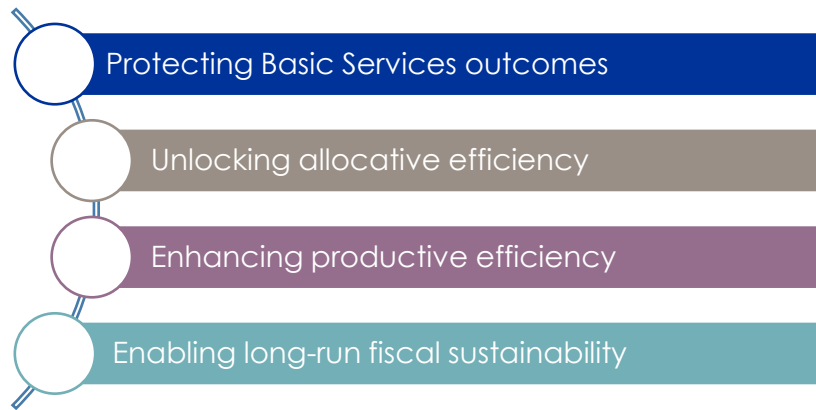 Protecting Basic Services outcomes
Unlocking allocative efficiency
Enhancing productive efficiency
Enabling long-run fiscal sustainability